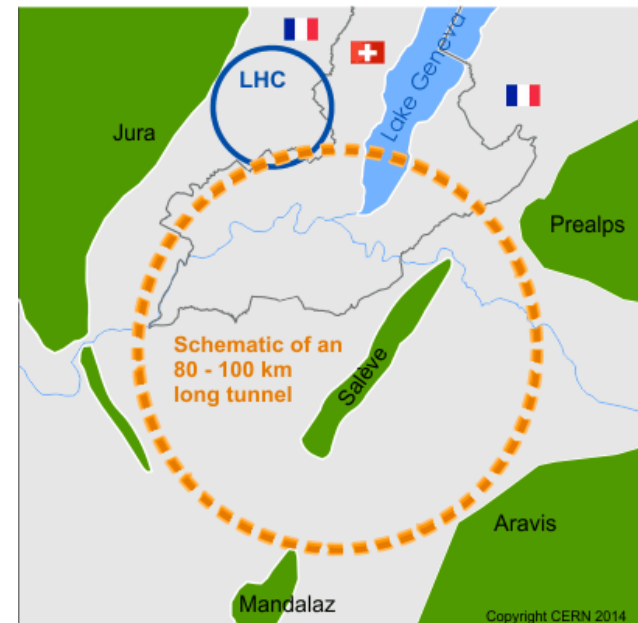 LHC
Jura
Lake Geneva
Prealps
Schematic of an
80 - 100 km
long tunnel
Salève
Aravis
Mandalaz
Copyright CERN 2014